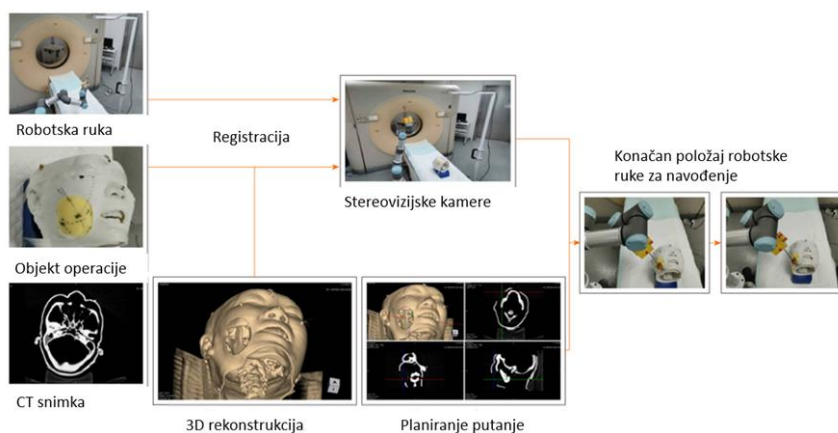 Robotska ruka
Registracija
Stereovizijske kamere
Konačan položaj robotske
ruke za navođenje
Objekt operacije
CT snimka
3D rekonstrukcija
Planiranje putanje